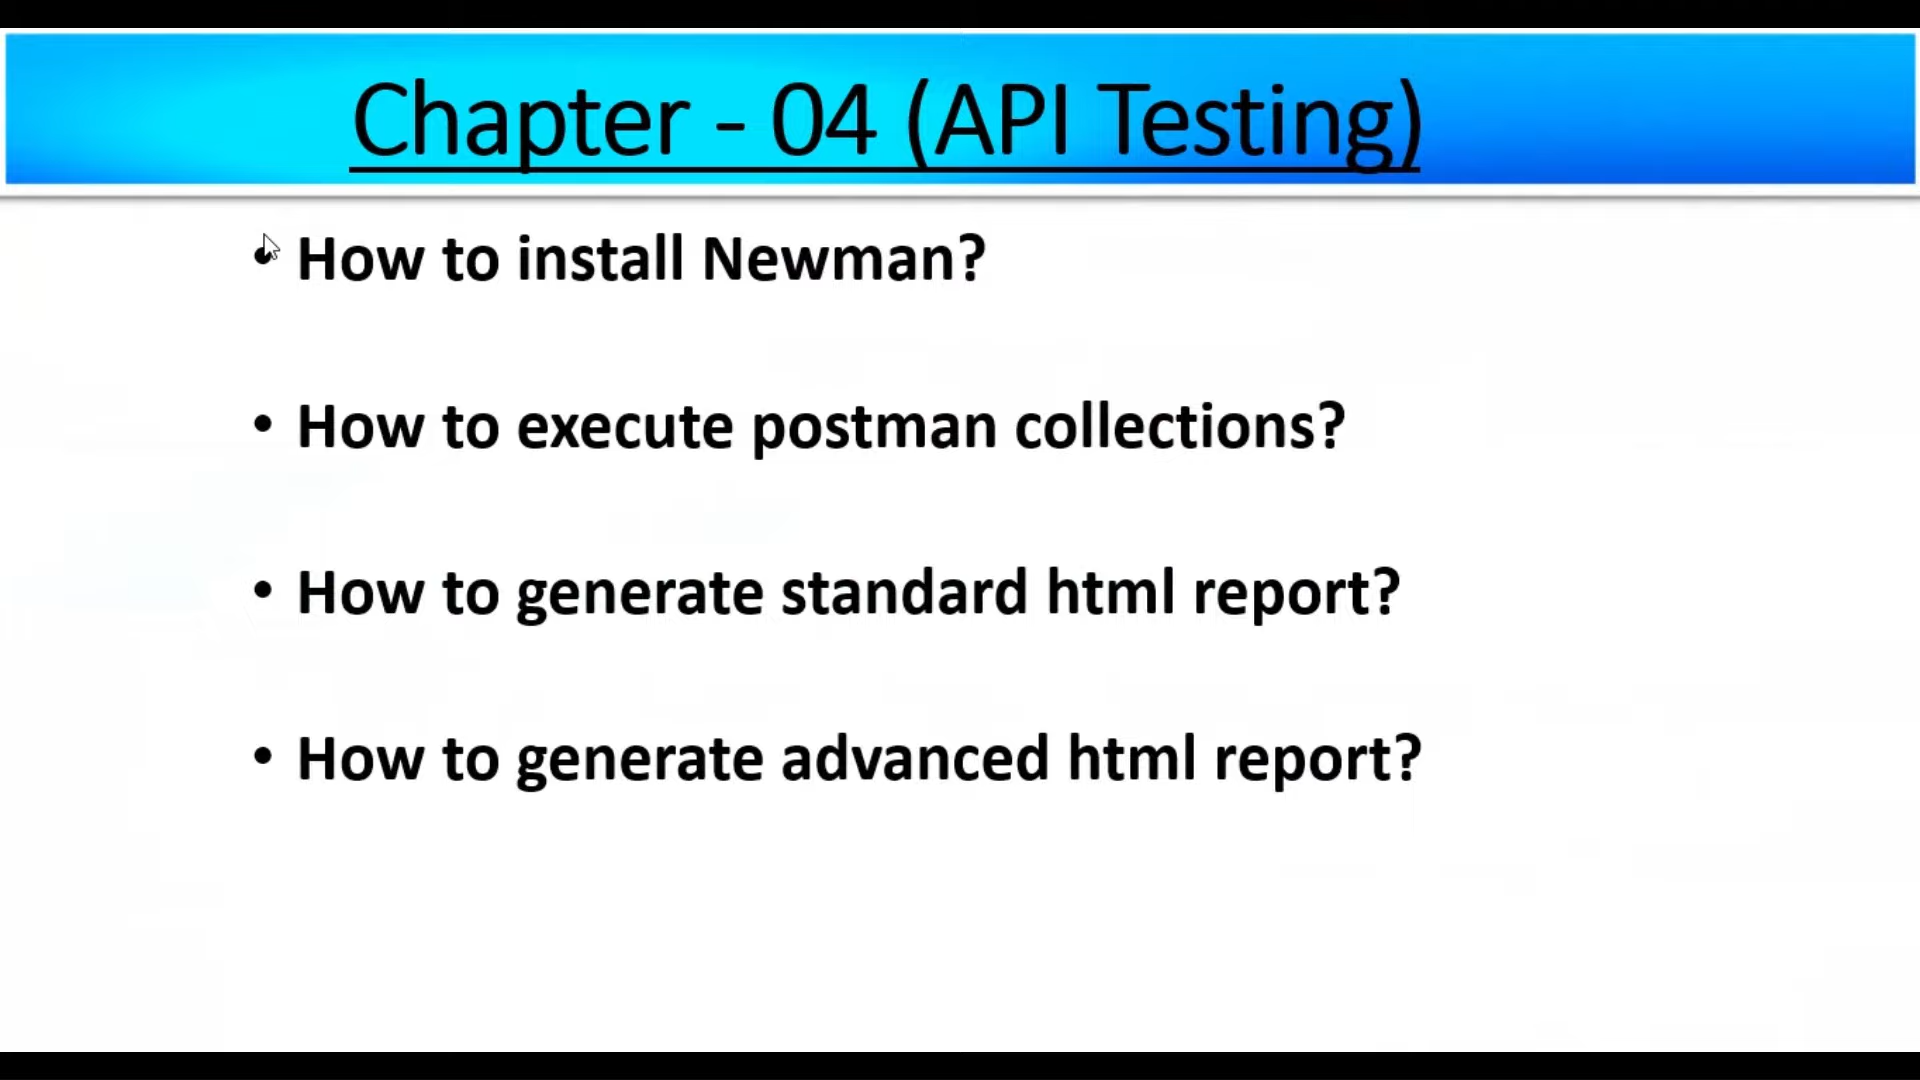 Chapter - 04 (API Testing)
• How to install Newman?
• How to execute postman collections?
• How to generate standard html report?
• How to generate advanced html report?